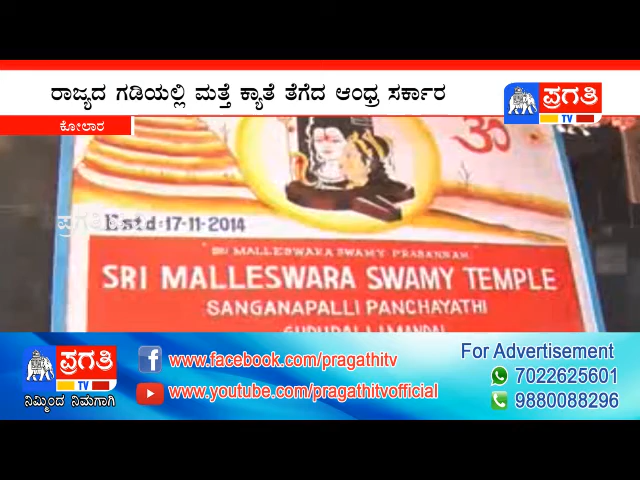 ರಾಜ್ಯದ ಗಡಿಯಲ್ಲಿ ಮತ್ತೆ ಕ್ಯಾತೆ ತೆಗೆದ ಆಂಧ್ರ ಸರ್ಕಾರ
ಪ್ರಗತಿ
TV
ಕೋಲಾರ
ॐ
ಪ್ರಗತಿ
Estd:17-11-2014
"SRI MALLESWARA SWAMY PRASANNAM"
SRI MALLESWARA SWAMY TEMPLE
SANGANAPALLI PANCHAYATHI
ಪ್ರಗತಿ
TV
ನಿಮ್ಮಿಂದ ನಿಮಗಾಗಿ
www.facebook.com/pragathitv
www.youtube.com/pragathitvofficial
For Advertisement
7022625601
9880088296